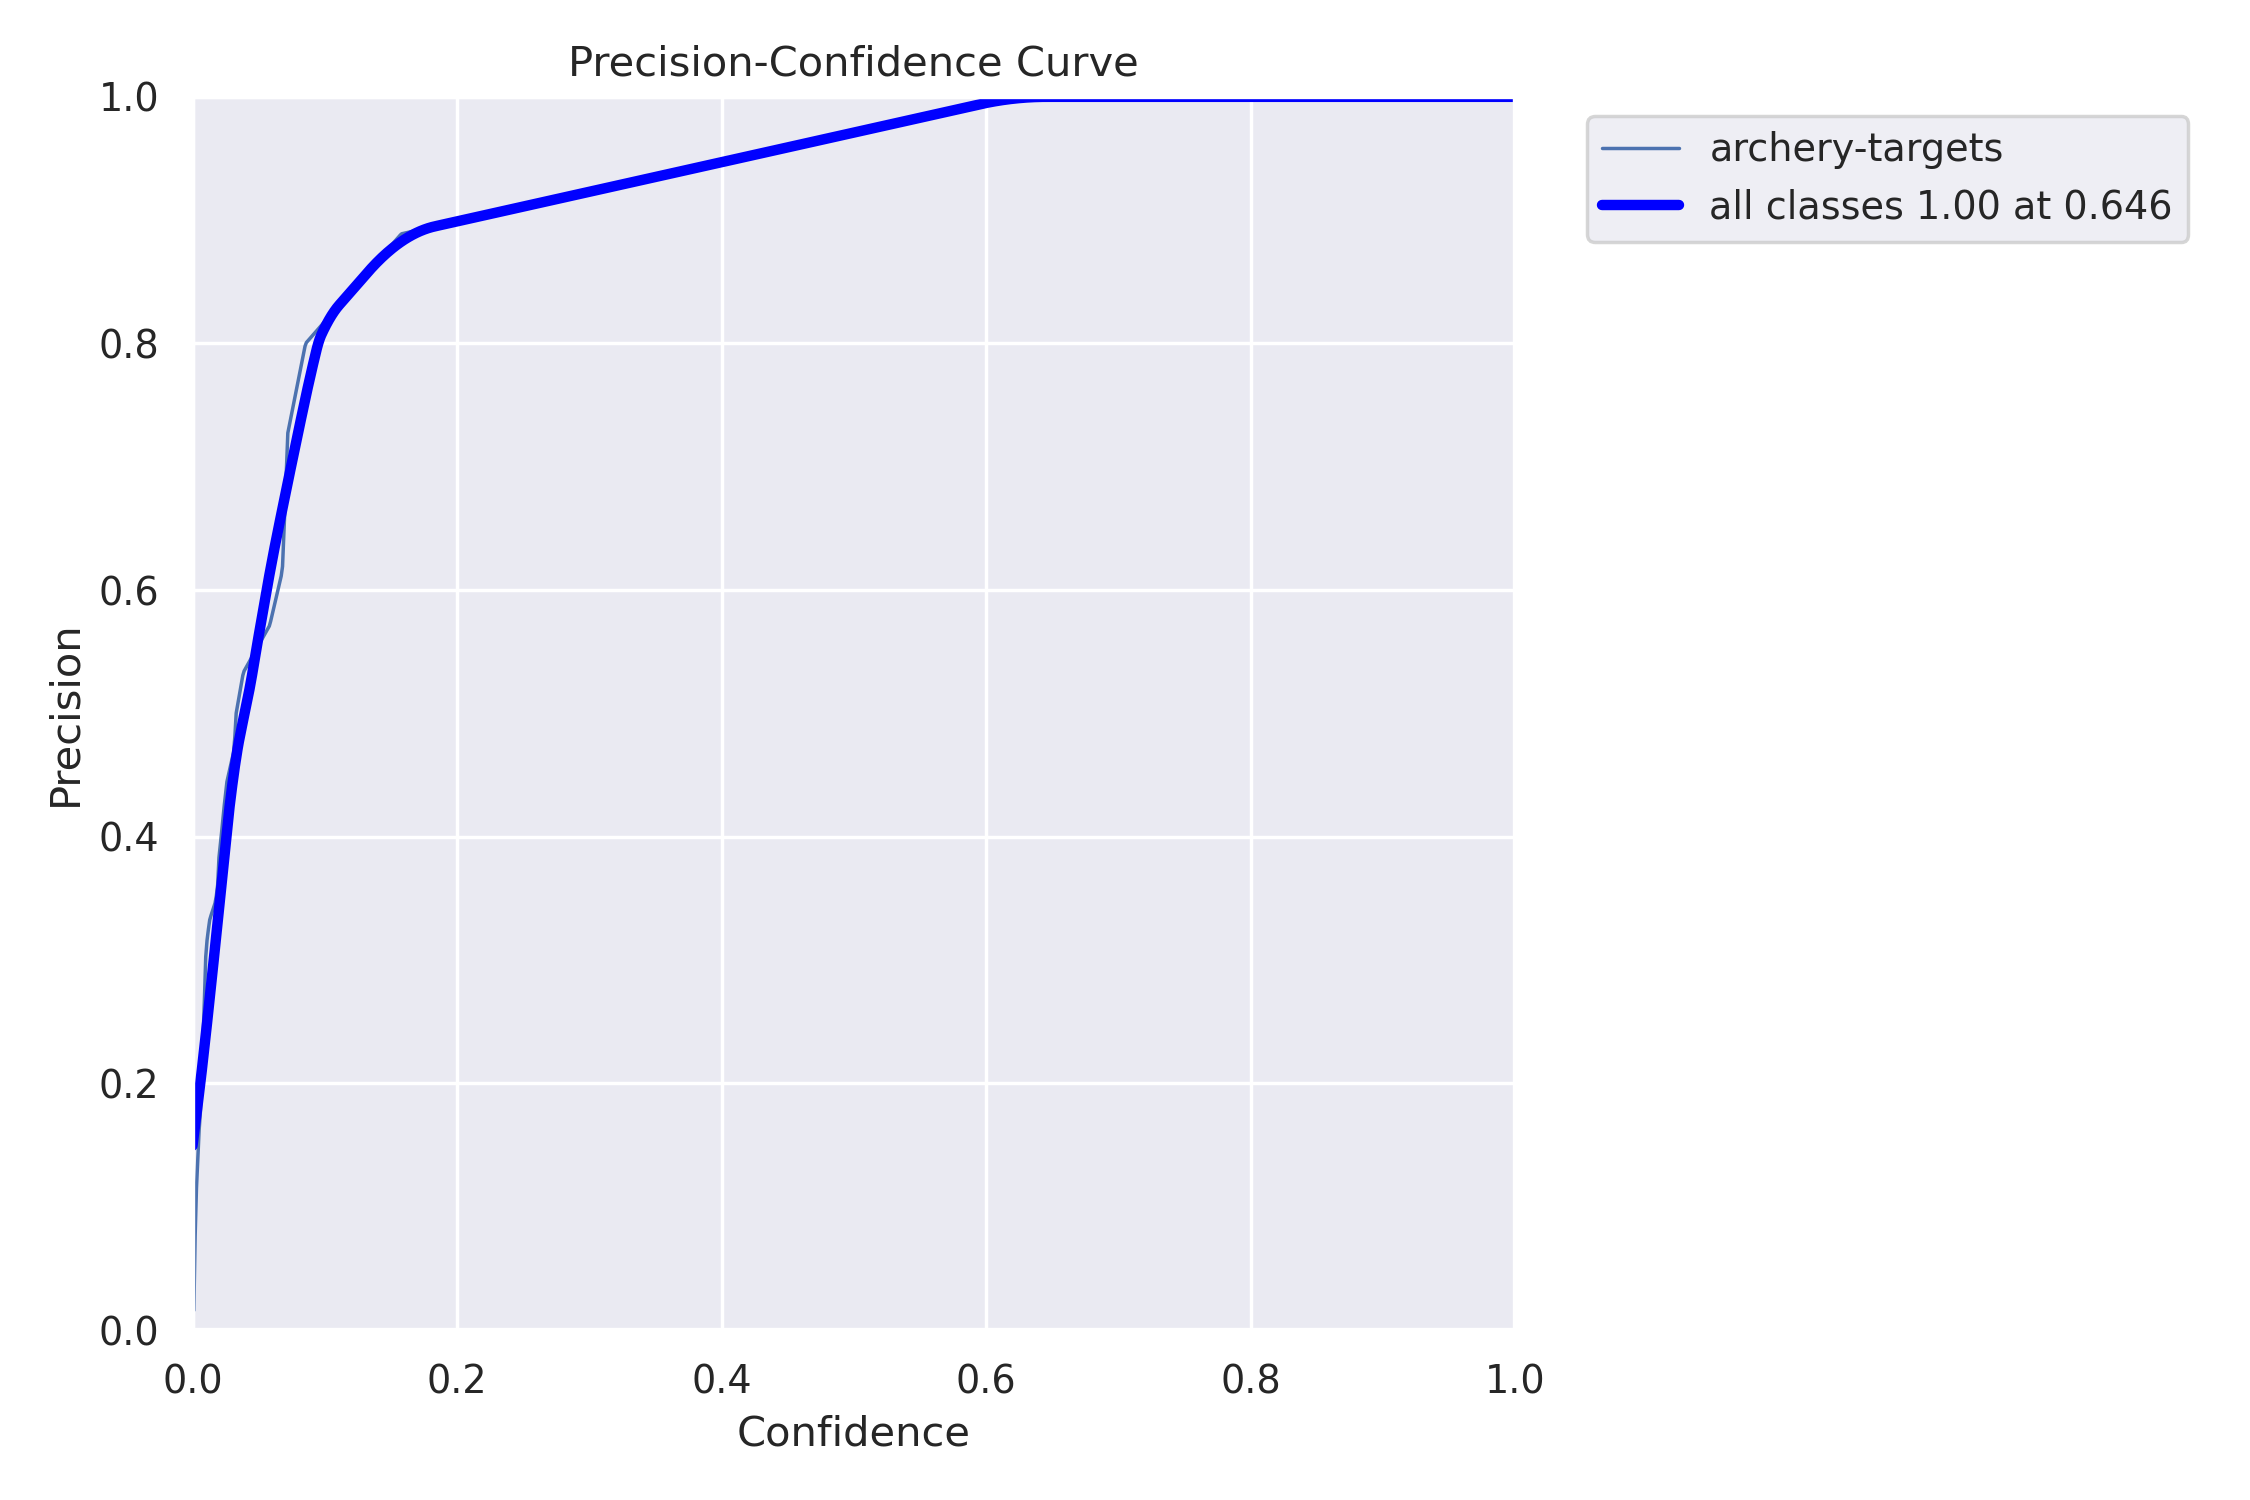 Precision-Confidence Curve
1.0
0.8
0.6
0.4
0.2
0.0
Precision
0.0 0.2 0.4 0.6 0.8 1.0
Confidence
archery-targets
all classes 1.00 at 0.646